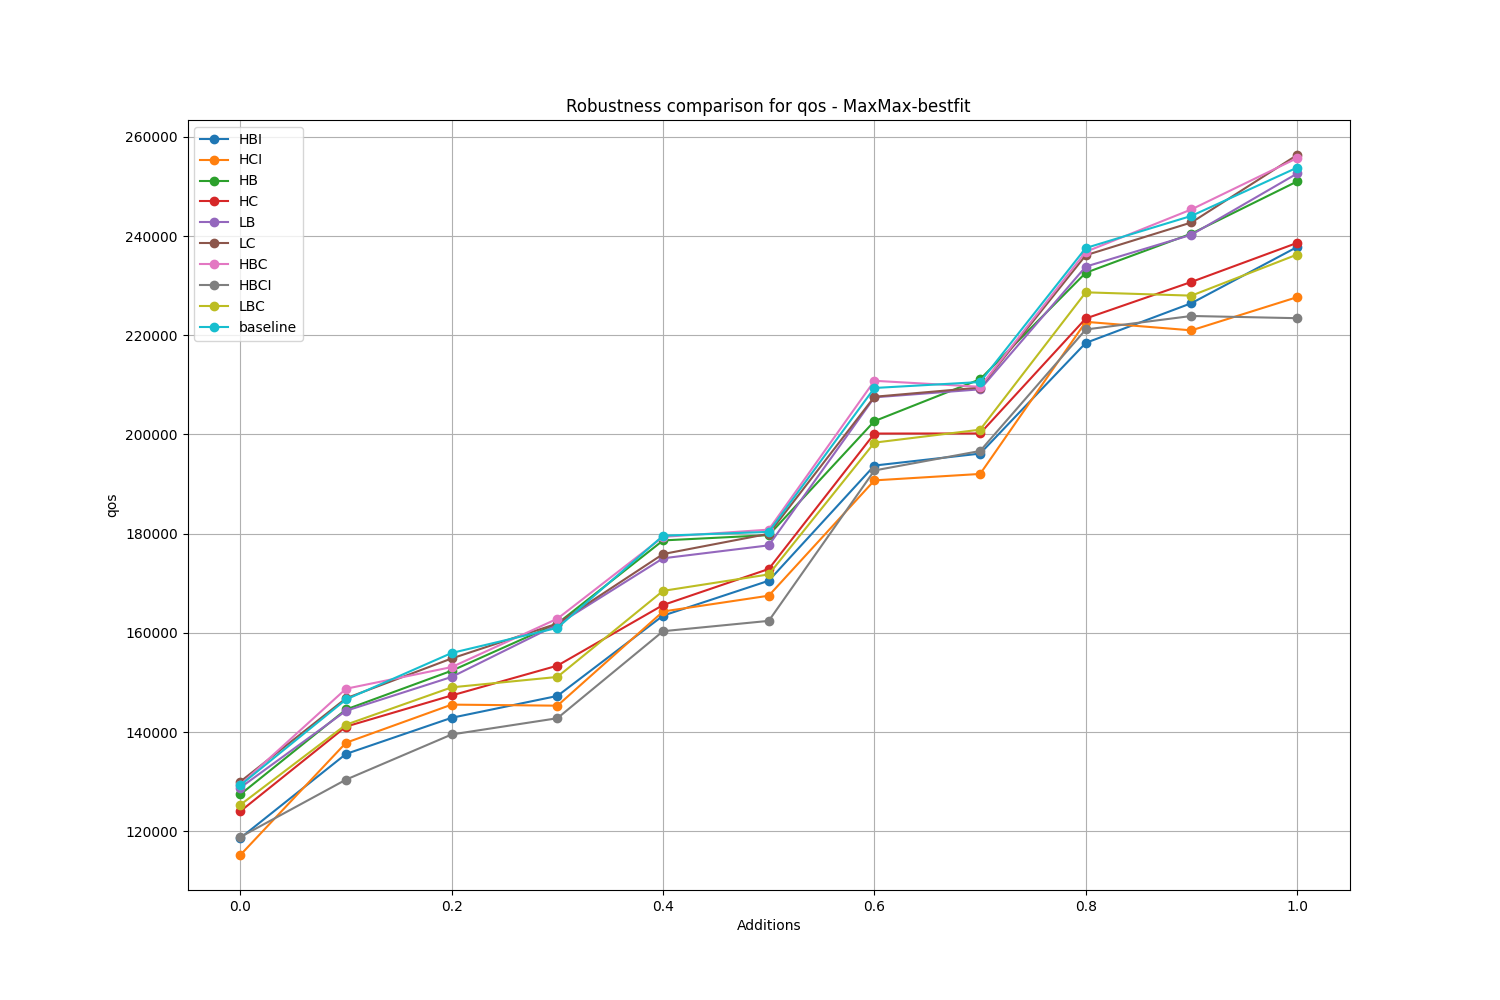 Robustness comparison for qos - MaxMax-bestfit
260000
240000
220000
200000
180000
160000
140000
120000
qos
HBI
HCI
HB
HC
LB
LC
HBC
HBCI
LBC
baseline
0.0 0.2 0.4 0.6 0.8 1.0
Additions